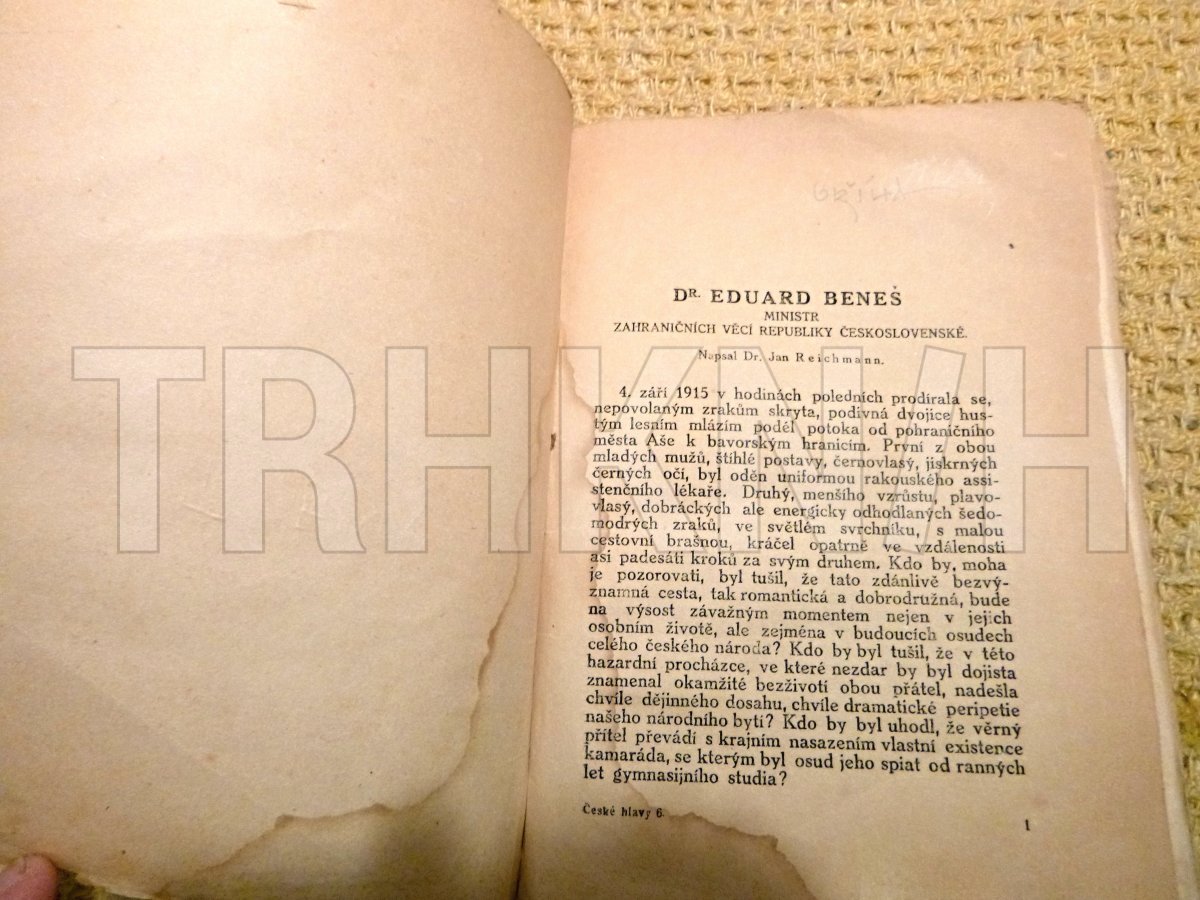 DR. EDUARD BENEŠ
MINISTR
ZAHRANIČNÍCH VĚCÍ REPUBLIKY ČESKOSLOVENSKÉ.
Napsal Dr. Jan Reichmann.
4. září 1915 v hodinách poledních prodírala se,
nepovolaným zrakům skryta, podivná dvojice hus-
tým lesním mlázím podél potoka od pohraničního
města Aše k bavorským hranicím. První z obou
mladých mužů, štíhlé postavy, černovlasý, jiskrných
černých očí, byl oděn uniformou rakouského assi-
stenčního lékaře. Druhý, menšího vzrůstu, plavo-
vlasý, dobráckých ale energicky odhodlaných šedo-
modrých zraků, ve světlém svrchníku, s malou
cestovní brašnou, kráčel opatrně ve vzdálenosti
asi padesáti kroků za svým druhem. Kdo by, moha
je pozorovati, byl tušil, že tato zdánlivě bezvý-
znamná cesta, tak romantická a dobrodružná, bude
na výsost závažným momentem nejen v jejich
osobním životě, ale zejména v budoucích osudech
celého českého národa? Kdo by byl tušil, že v této
hazardní procházce, ve které nezdar by byl dojista
znamenal okamžité bezživotí obou přátel, nadešla
chvíle dějinného dosahu, chvíle dramatické peripetie
našeho národního bytí? Kdo by byl uhodl, že věrný
přítel převádí s krajním nasazením vlastní existence
kamaráda, se kterým byl osud jeho spiat od ranných
let gymnasijního studia?
České hlavy 6.
1
TRHKNIH